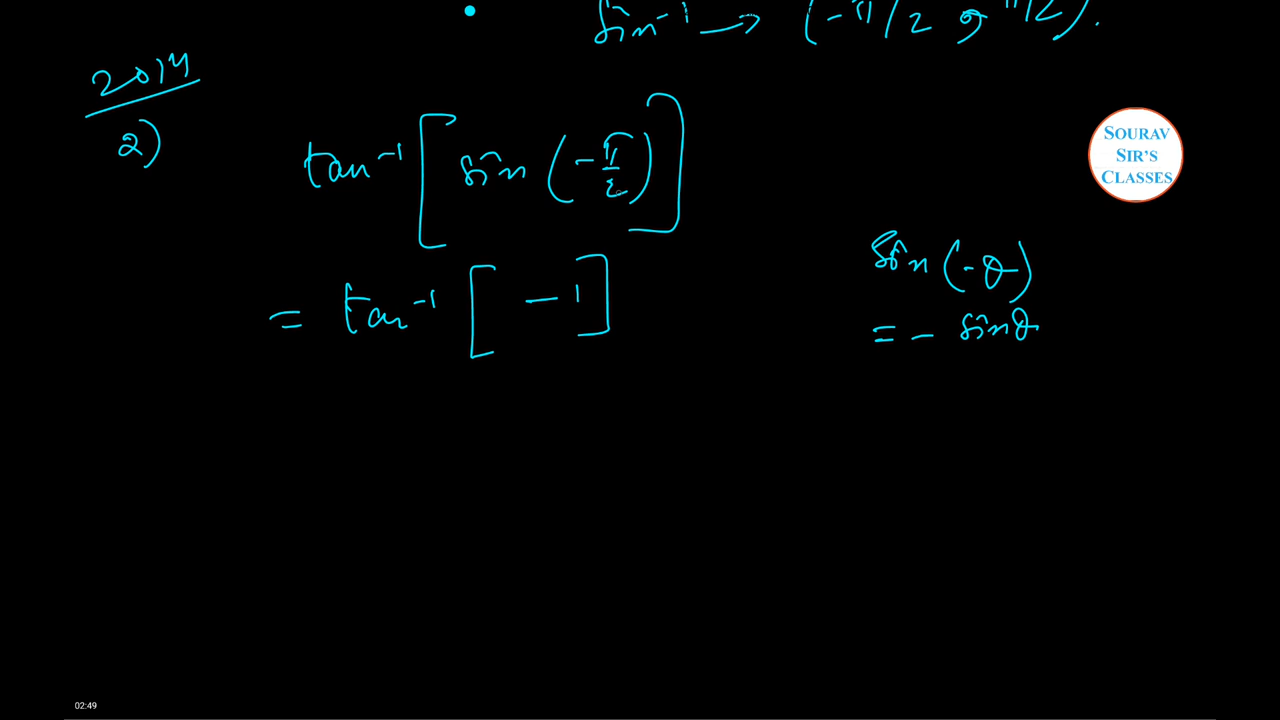 sin⁻¹ → (-π/2 , π/2).
2014
2)
tan⁻¹ [ sin (-π/2) ]
SOURAV
SIR'S
CLASSES
sin (-θ)
= tan⁻¹ [ -1 ]
= - sinθ
02:49